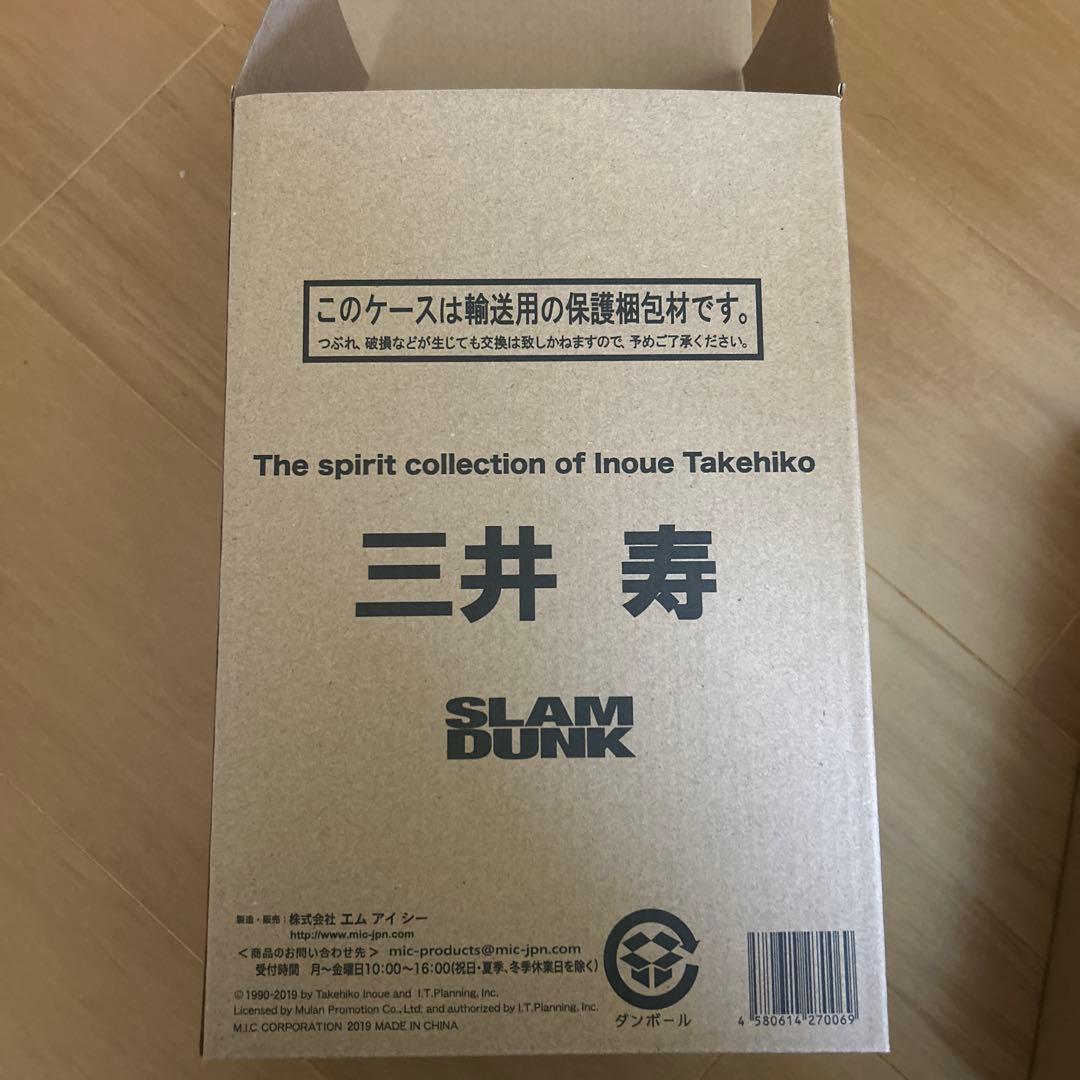 このケースは輸送用の保護梱包材です。
つぶれ、破損などが生じても交換は致しかねますので、予めご了承ください。
The spirit collection of Inoue Takehiko
三井 寿
SLAM
DUNK
製造・販売：株式会社 エム アイ シー
http://www.mic-jpn.com
＜商品のお問い合わせ先＞ mic-products@mic-jpn.com
受付時間 月〜金曜日10:00〜16:00(祝日・夏季、冬季休業日を除く)
©1990-2019 by Takehiko Inoue and I.T.Planning, Inc.
Licensed by Mulan Promotion Co., Ltd. and authorized by I.T.Planning, Inc.
M.I.C. CORPORATION 2019 MADE IN CHINA
ダンボール
4 580614 270069